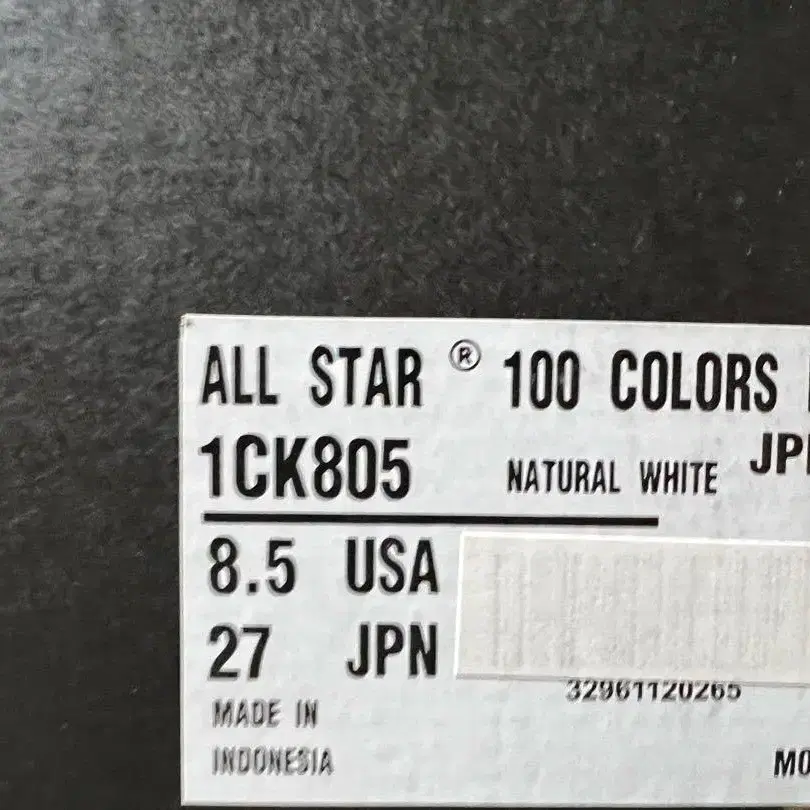 ALL STAR ® 100 COLORS
1CK805 NATURAL WHITE
8.5 USA
27 JPN
32961120265
MADE IN
INDONESIA